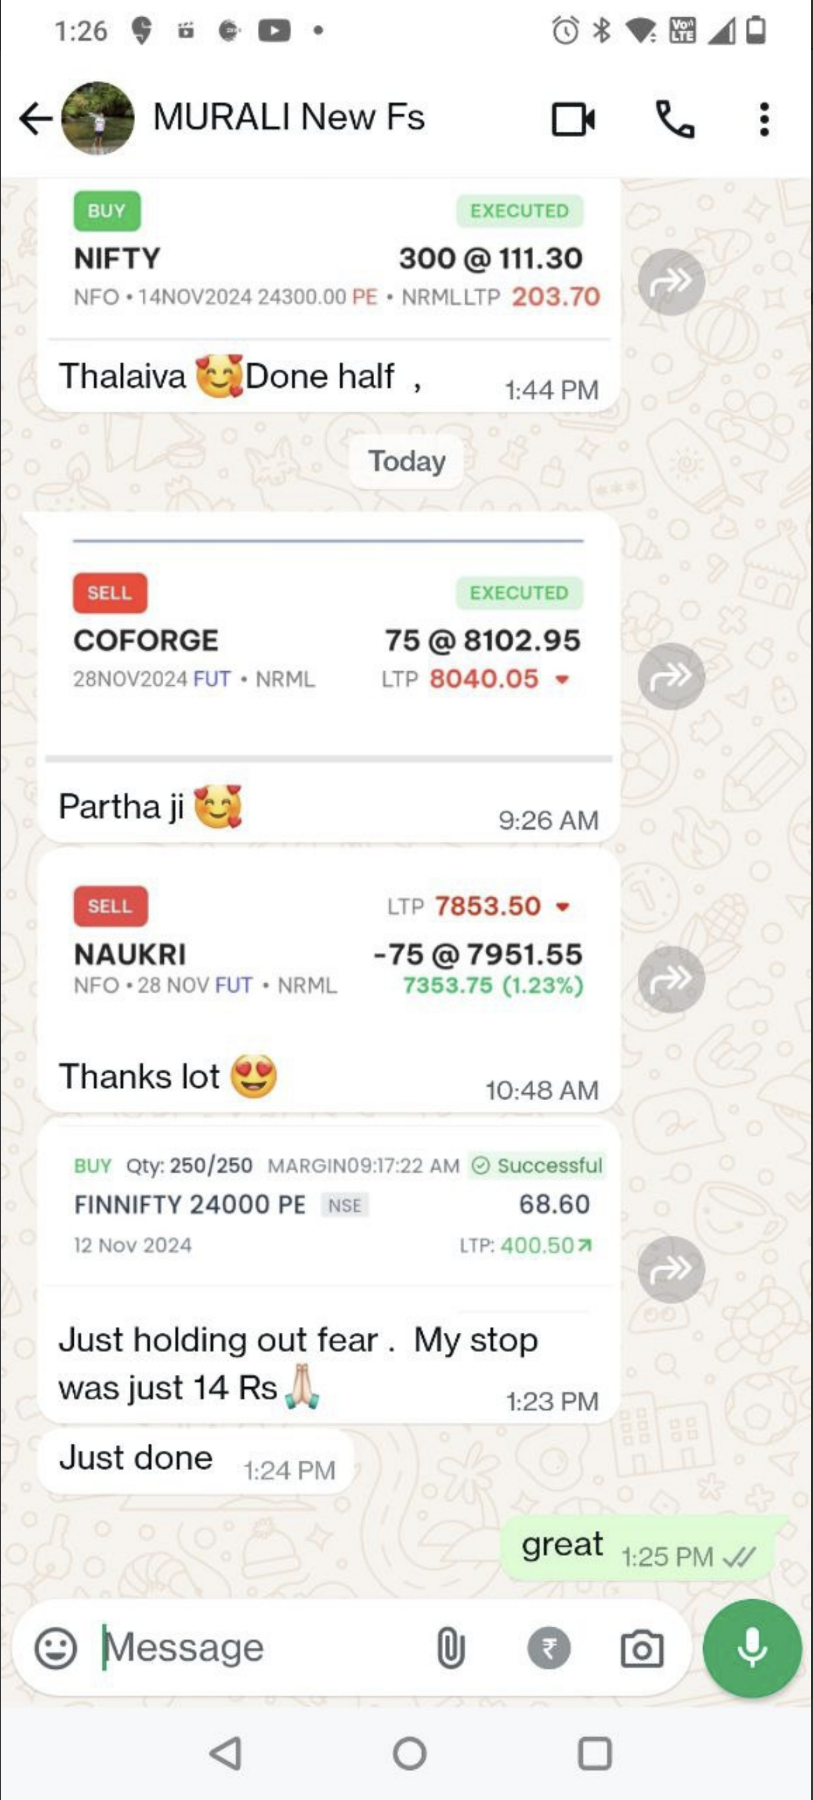 1:26
VoⁿLTE
MURALI New Fs
BUY EXECUTED
NIFTY 300 @ 111.30
NFO • 14NOV2024 24300.00 PE • NRMLLTP 203.70
Thalaiva 🥰Done half , 1:44 PM
Today
SELL EXECUTED
COFORGE 75 @ 8102.95
28NOV2024 FUT • NRML LTP 8040.05
Partha ji 🥰 9:26 AM
SELL LTP 7853.50
NAUKRI -75 @ 7951.55
NFO • 28 NOV FUT • NRML 7353.75 (1.23%)
Thanks lot 😍 10:48 AM
BUY Qty: 250/250 MARGIN09:17:22 AM Successful
FINNIFTY 24000 PE NSE 68.60
12 Nov 2024 LTP: 400.50
Just holding out fear . My stop
was just 14 Rs🙏 1:23 PM
Just done 1:24 PM
great 1:25 PM
Message ₹